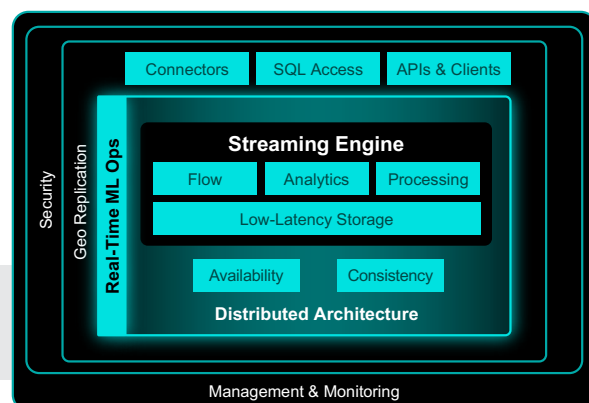 Connectors
SQL Access
APIs & Clients
Security
Geo Replication
Real-Time ML Ops
Streaming Engine
Flow
Analytics
Processing
Low-Latency Storage
Availability
Consistency
Distributed Architecture
Management & Monitoring